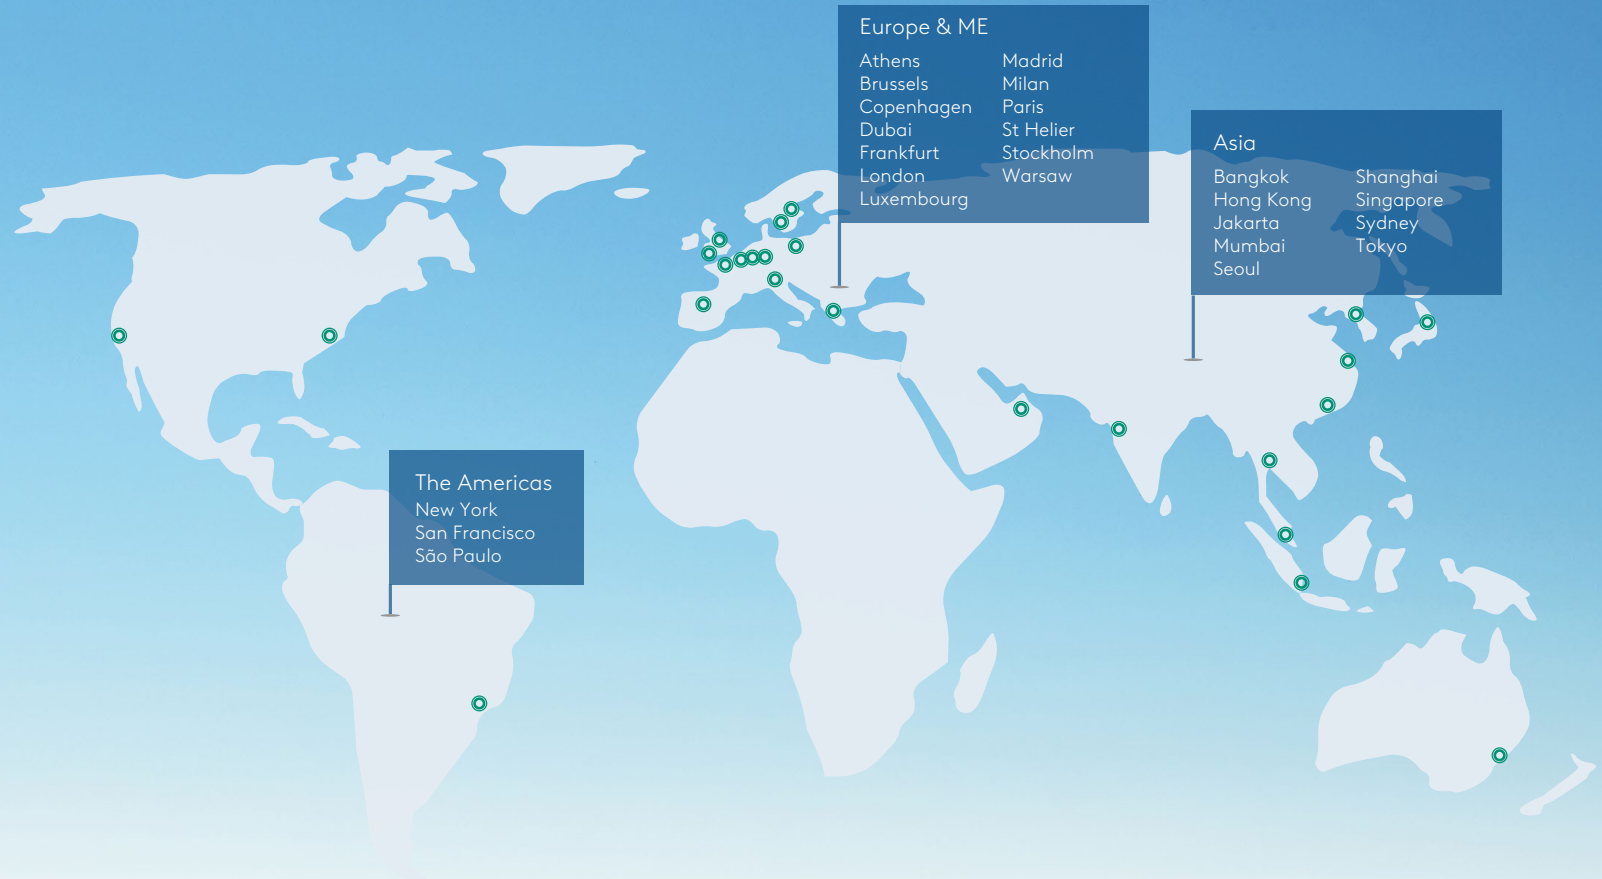 Europe & ME
Athens
Brussels
Copenhagen
Dubai
Frankfurt
London
Luxembourg
Madrid
Milan
Paris
St Helier
Stockholm
Warsaw
Asia
Bangkok
Hong Kong
Jakarta
Mumbai
Seoul
Shanghai
Singapore
Sydney
Tokyo
The Americas
New York
San Francisco
São Paulo